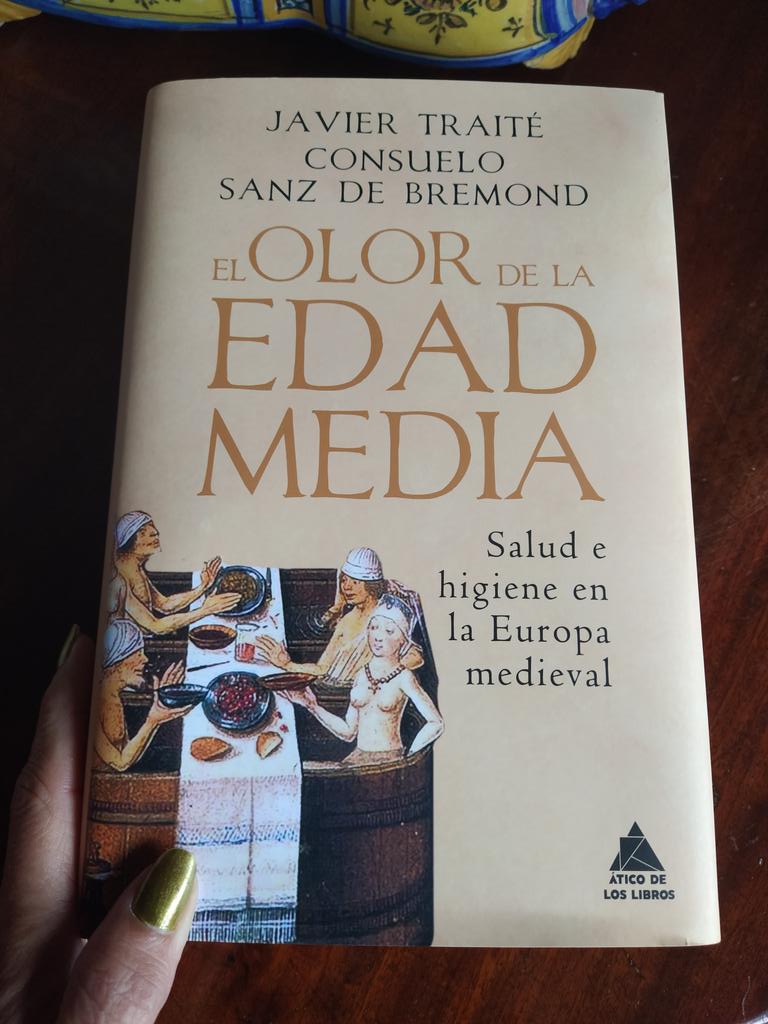 JAVIER TRAITÉ
CONSUELO
SANZ DE BREMOND
EL OLOR DE LA
EDAD
MEDIA
Salud e
higiene en
la Europa
medieval
ÁTICO DE
LOS LIBROS